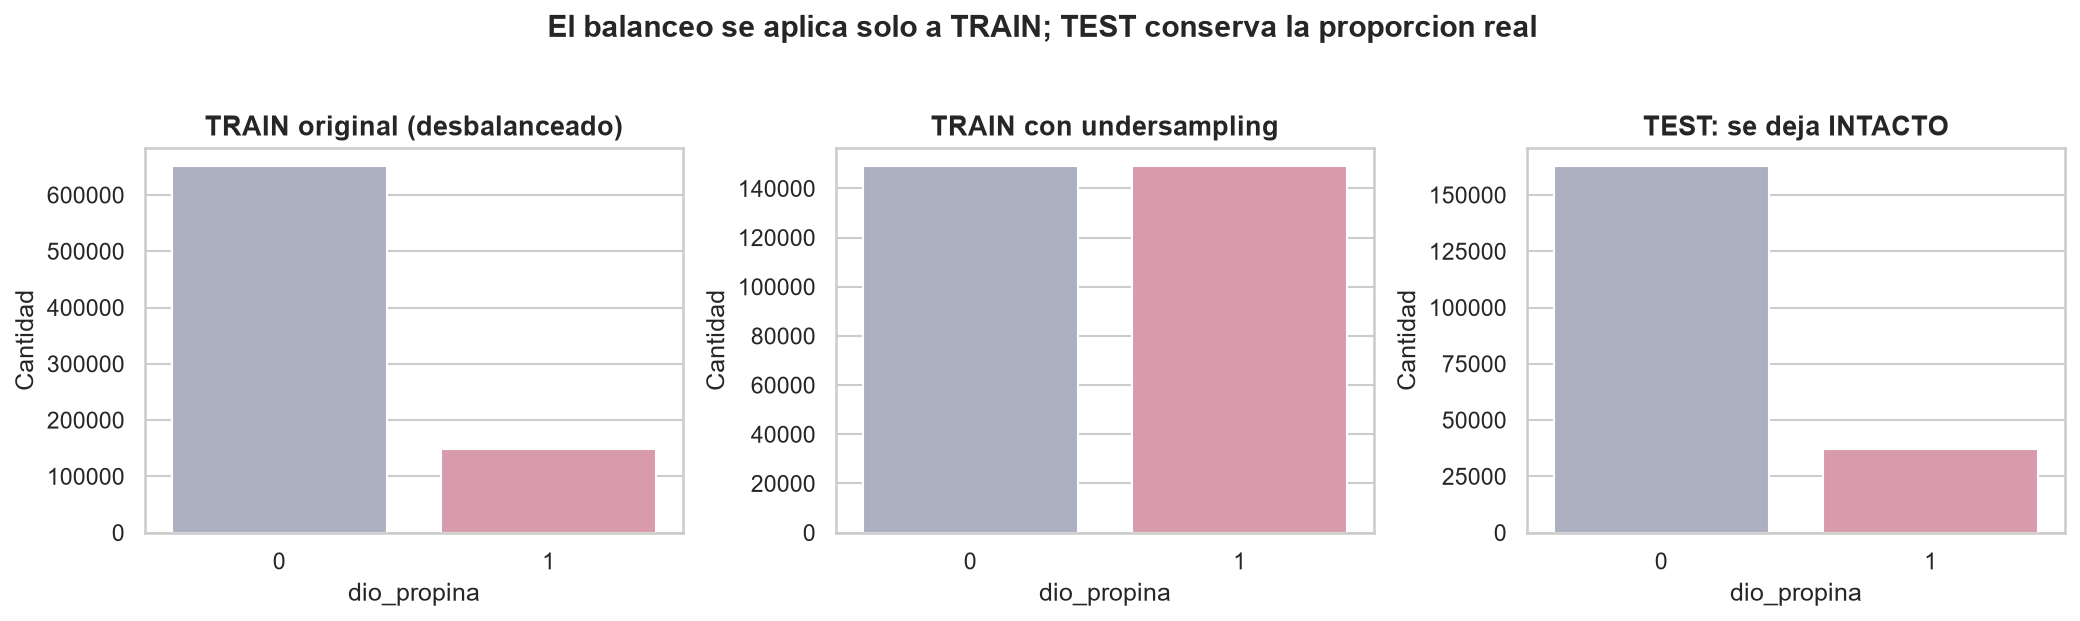 El balanceo se aplica solo a TRAIN; TEST conserva la proporcion real
TRAIN original (desbalanceado)
Cantidad
600000
500000
400000
300000
200000
100000
0
0 1
dio_propina
TRAIN con undersampling
Cantidad
140000
120000
100000
80000
60000
40000
20000
0
0 1
dio_propina
TEST: se deja INTACTO
Cantidad
150000
125000
100000
75000
50000
25000
0
0 1
dio_propina